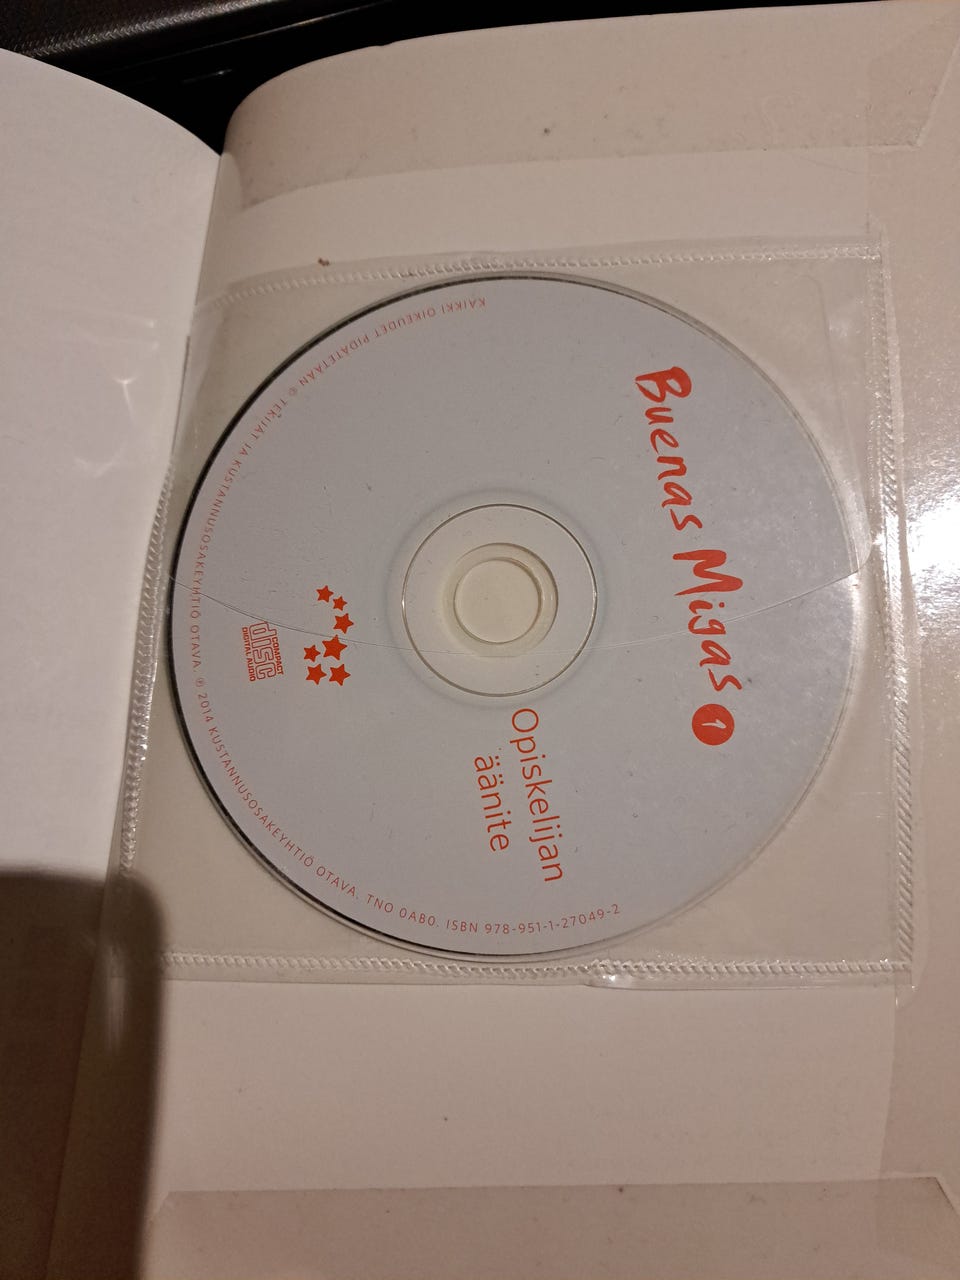 Buenas Migas 1
Opiskelijan
äänite
COMPACT
disc
DIGITAL AUDIO
KAIKKI OIKEUDET PIDÄTETÄÄN © TEKIJÄT JA KUSTANNUSOSAKEYHTIÖ OTAVA. ℗ 2014 KUSTANNUSOSAKEYHTIÖ OTAVA. TNO 0AB0. ISBN 978-951-1-27049-2